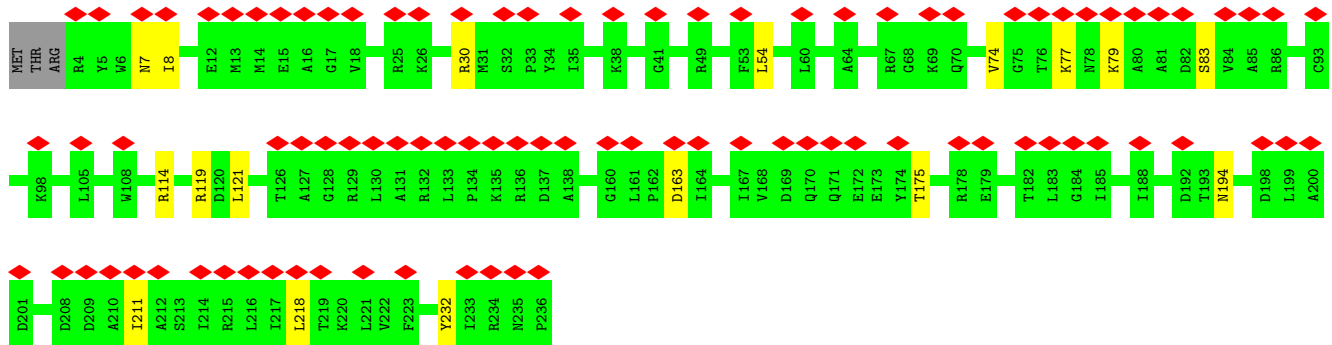 MET THR ARG R4 Y5 W6 N7 I8 E12 M13 M14 E15 A16 G17 V18 R25 K26 R30 M31 S32 P33 Y34 I35 K38 G41 R49 F53 L54 L60 A64 R67 G68 K69 Q70 V74 G75 T76 K77 N78 K79 A80 A81 D82 S83 V84 A85 R86 C93
K98 L105 W108 R114 R119 D120 L121 T126 A127 G128 R129 L130 A131 R132 L133 P134 K135 R136 D137 A138 G160 L161 P162 D163 I164 I167 V168 D169 Q170 Q171 E172 E173 Y174 T175 R178 E179 T182 L183 G184 I185 I188 D192 T193 N194 D198 L199 A200
D201 D208 D209 A210 I211 A212 S213 I214 R215 L216 I217 L218 T219 K220 L221 V222 F223 Y232 I233 R234 N235 P236